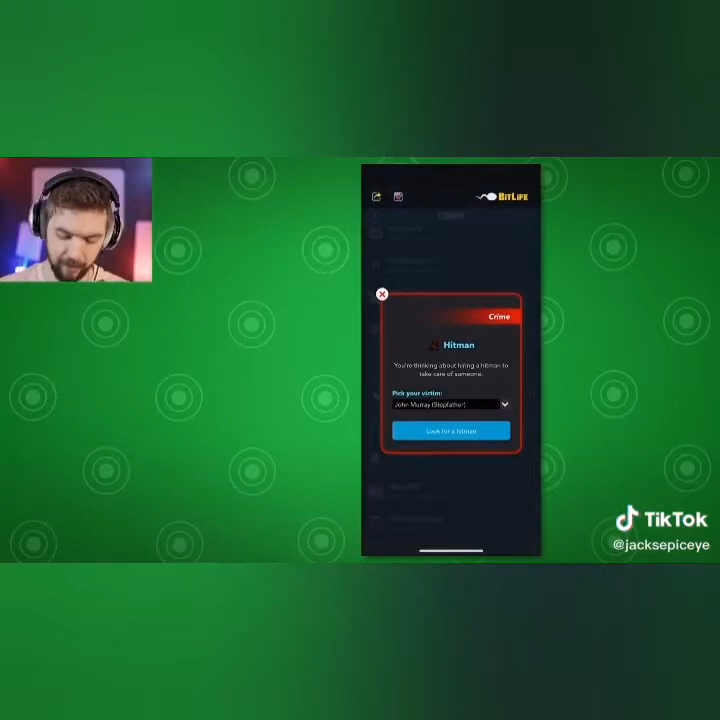 BITLIFE
Crime
Hitman
You're thinking about hiring a hitman to
take care of someone.
Pick your victim:
John Murray (Stepfather)
Look for a hitman
TikTok
@jacksepiceye